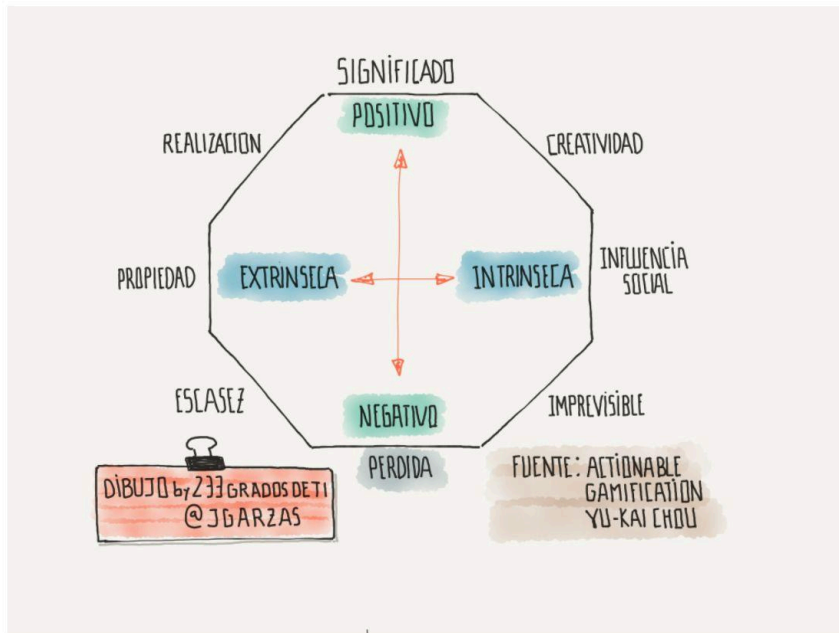 SIGNIFICADO
POSITIVO
REALIZACION
CREATIVIDAD
PROPIEDAD
EXTRINSECA
INTRINSECA
INFLUENCIA
SOCIAL
ESCASEZ
NEGATIVO
IMPREVISIBLE
PERDIDA
DIBUJO by 233 GRADOS DE TI
@JGARZAS
FUENTE: ACTIONABLE
GAMIFICATION
YU-KAI CHOU